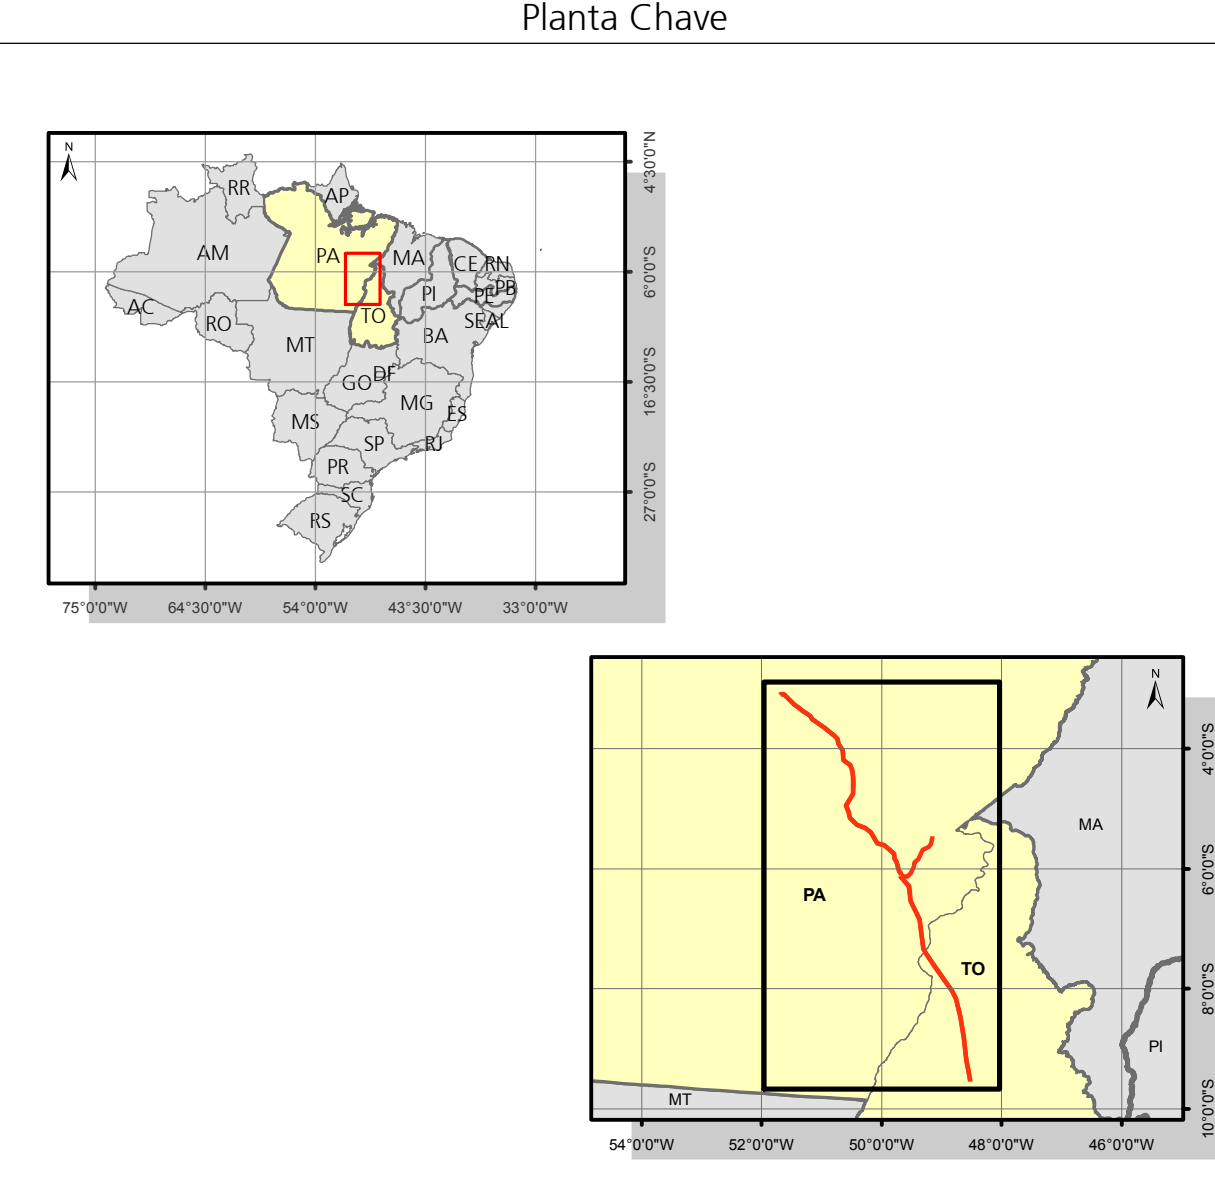 Planta Chave
N
4°30'0"N
RR
AP
AM
PA
MA
CE
RN
6°0'0"S
PI
PB
PE
AC
RO
TO
SE
AL
MT
BA
DF
GO
16°30'0"S
MG
ES
MS
SP
RJ
PR
SC
27°0'0"S
RS
75°0'0"W
64°30'0"W
54°0'0"W
43°30'0"W
33°0'0"W
N
4°0'0"S
MA
6°0'0"S
PA
TO
8°0'0"S
PI
MT
10°0'0"S
54°0'0"W
52°0'0"W
50°0'0"W
48°0'0"W
46°0'0"W